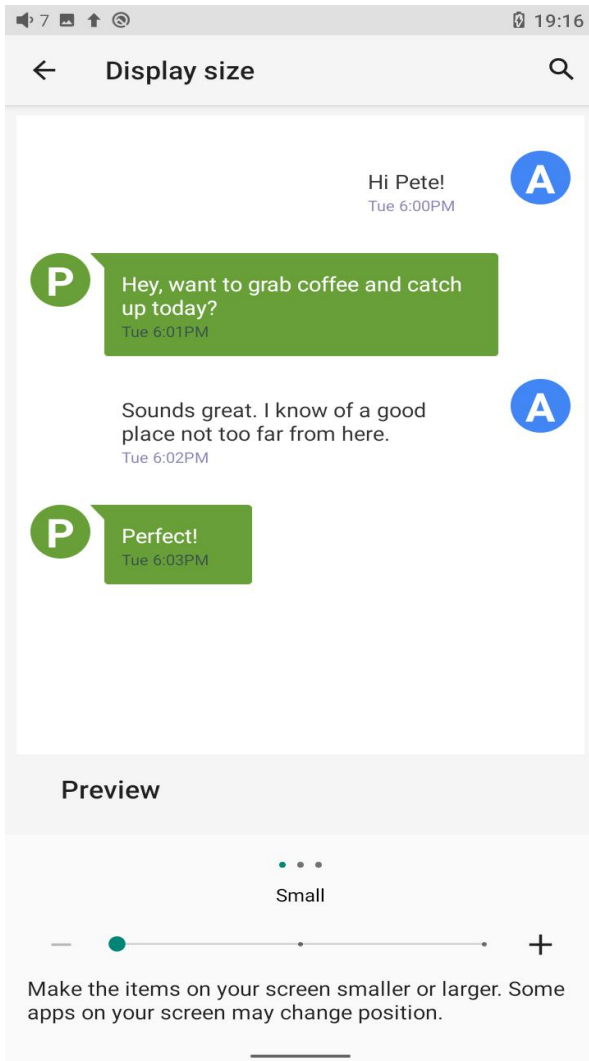 7 19:16
Display size
Hi Pete!
A
Tue 6:00PM
P
Hey, want to grab coffee and catch
up today?
Tue 6:01PM
Sounds great. I know of a good
A
place not too far from here.
Tue 6:02PM
P
Perfect!
Tue 6:03PM
Preview
Small
Make the items on your screen smaller or larger. Some
apps on your screen may change position.